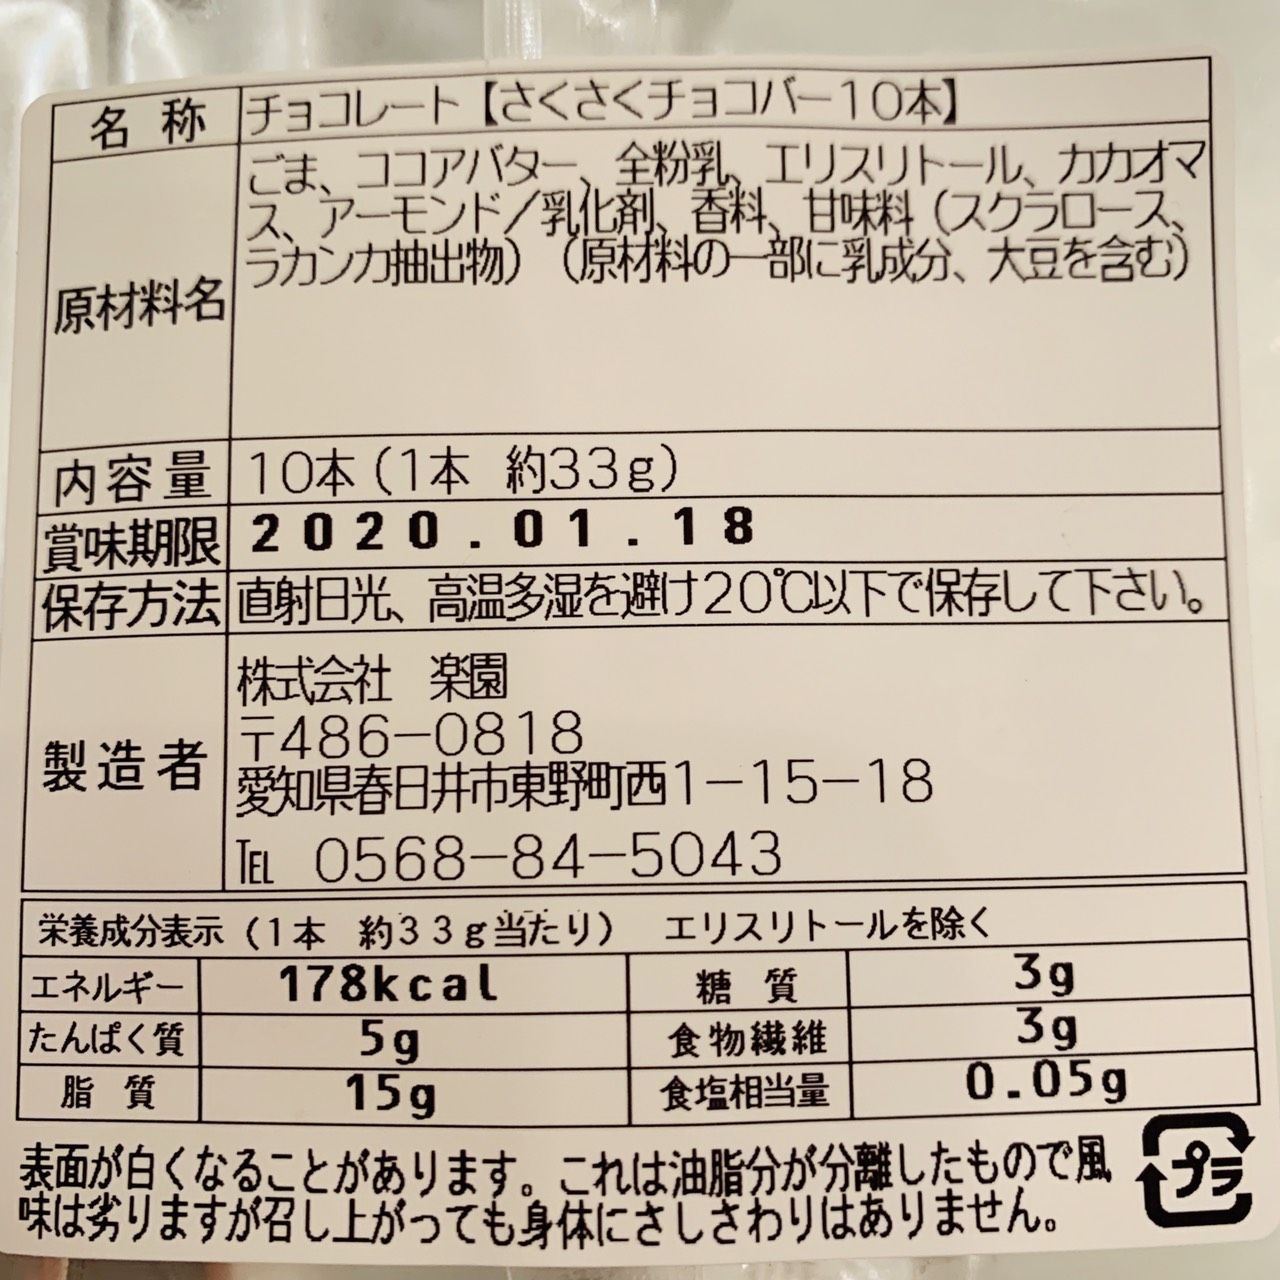 名称 チョコレート【さくさくチョコバー10本】
原材料名 ごま、ココアバター、全粉乳、エリスリトール、カカオマ
ス、アーモンド/乳化剤、香料、甘味料(スクラロース、
ラカンカ抽出物)(原材料の一部に乳成分、大豆を含む)
内容量 10本(1本 約33g)
賞味期限 2020.01.18
保存方法 直射日光、高温多湿を避け20℃以下で保存して下さい。
製造者 株式会社 楽園
〒486-0818
愛知県春日井市東野町西1-15-18
TEL 0568-84-5043
栄養成分表示(1本 約33g当たり) エリスリトールを除く
エネルギー 178kcal 糖質 3g
たんぱく質 5g 食物繊維 3g
脂質 15g 食塩相当量 0.05g
表面が白くなることがあります。これは油脂分が分離したもので風
味は劣りますが召し上がっても身体にさしさわりはありません。
プラ